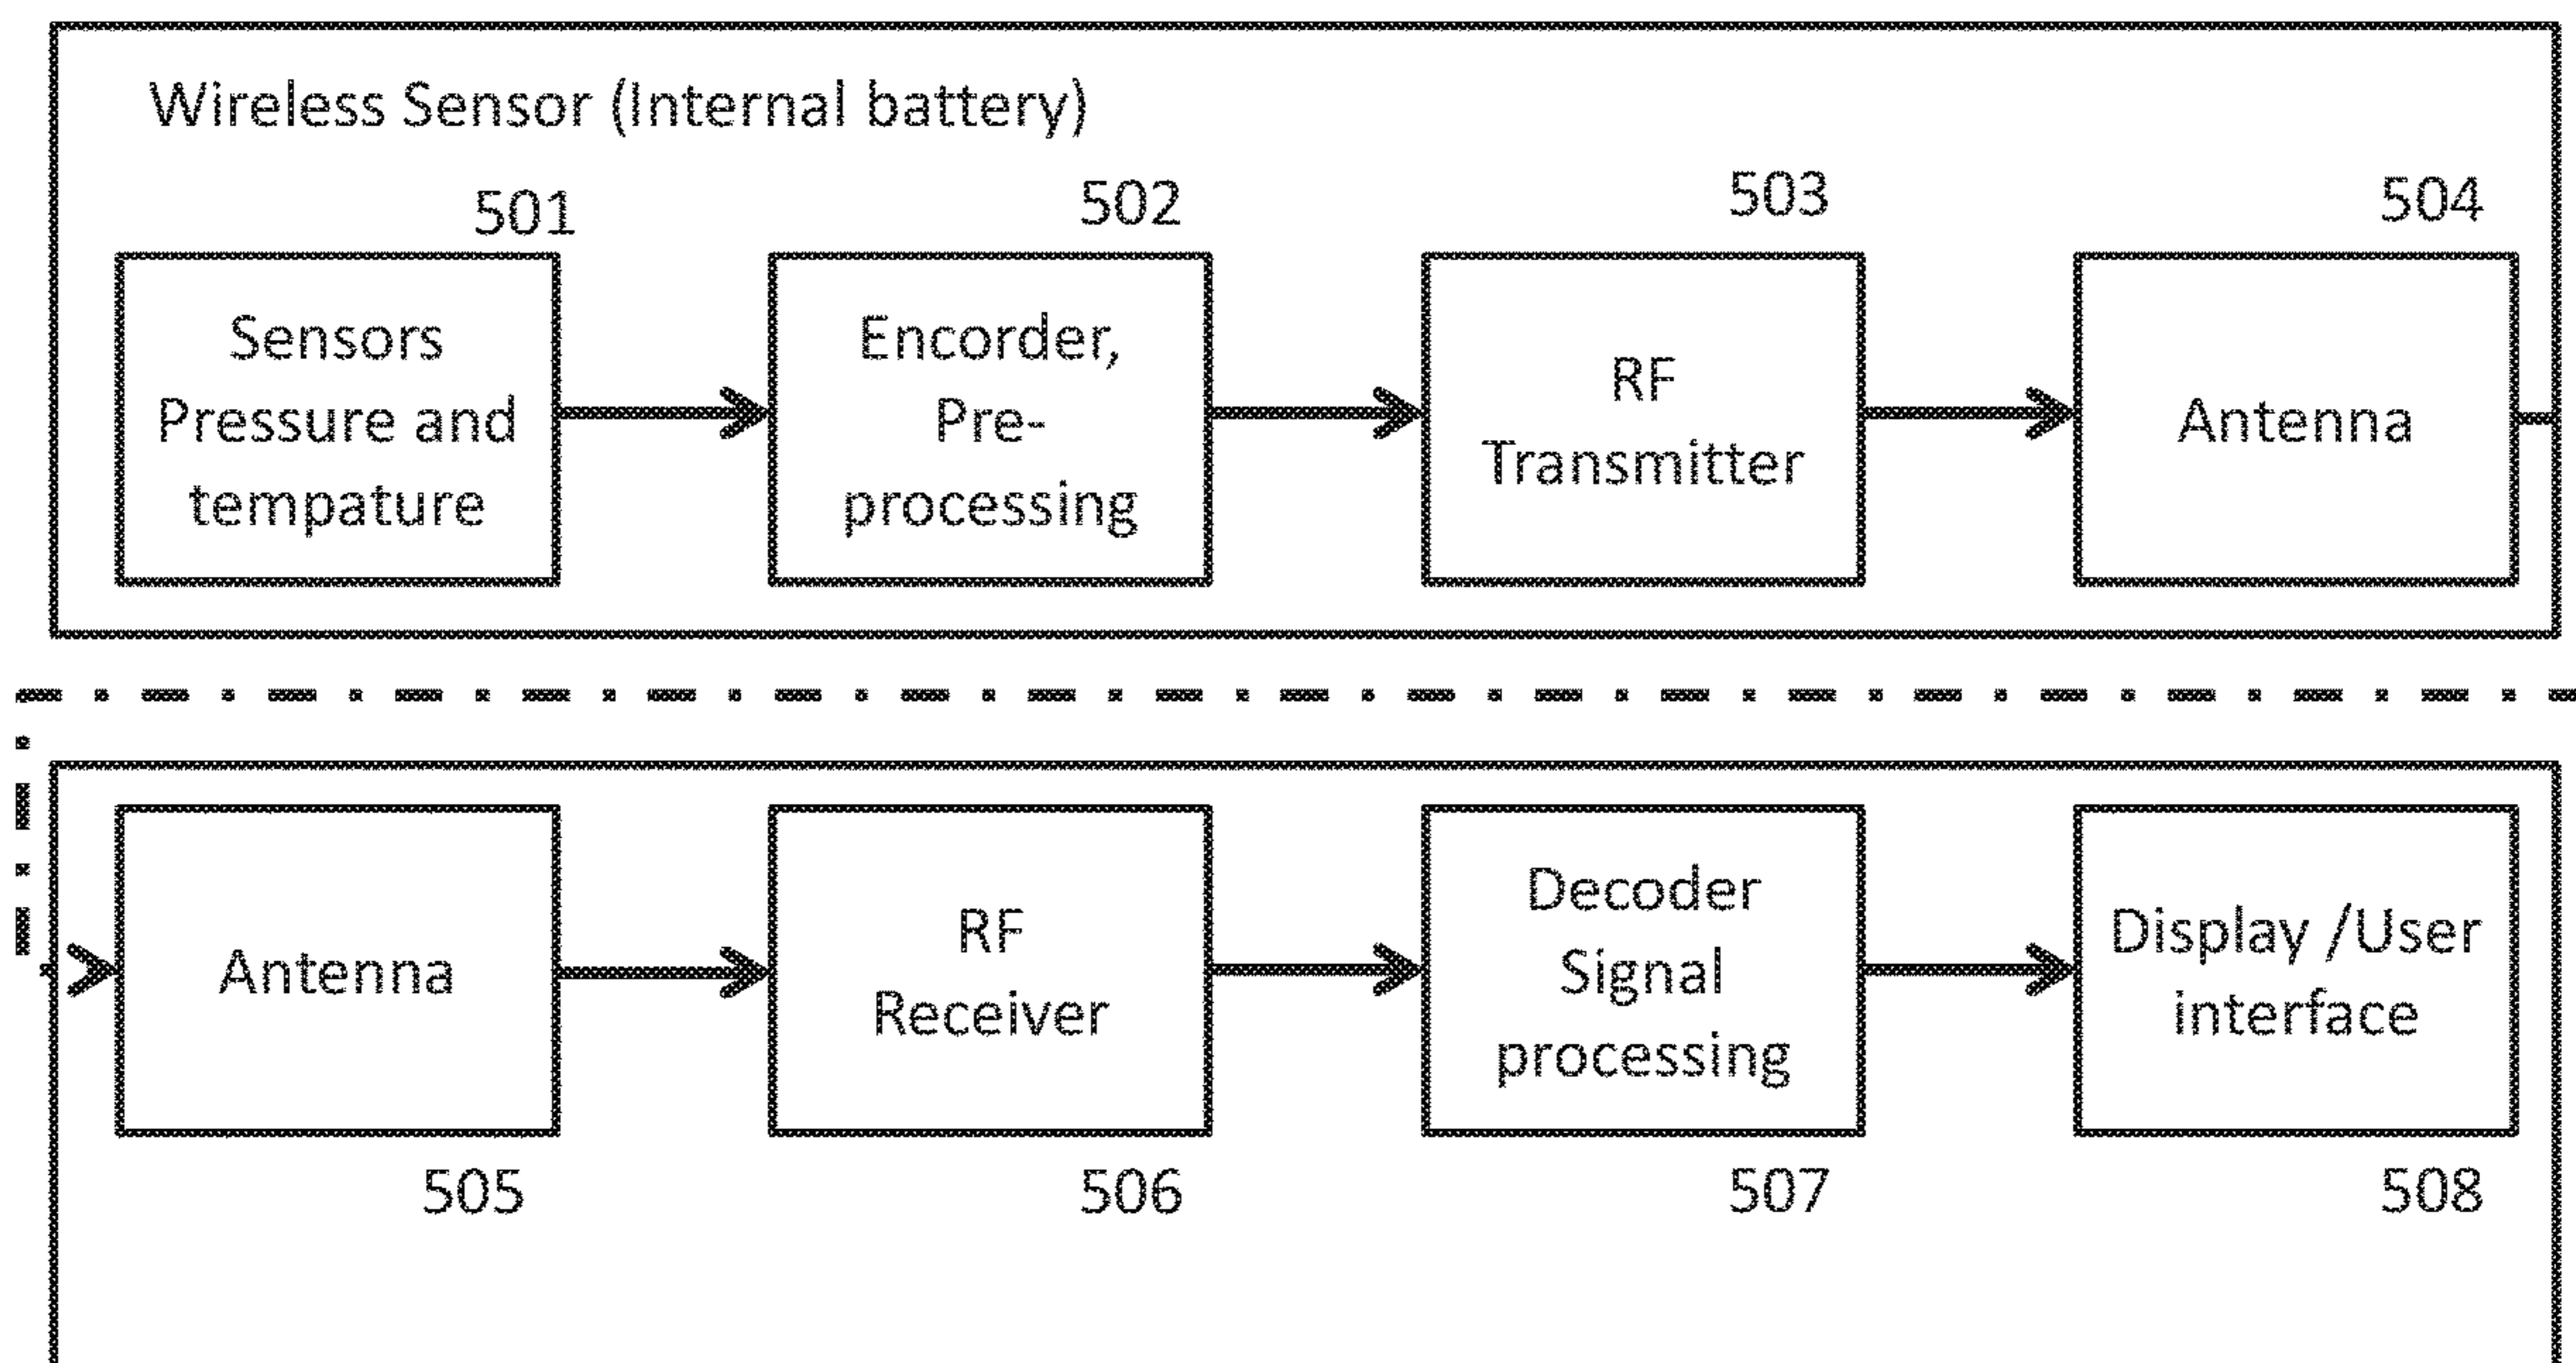 Wireless Sensor (Internal battery)
501
502
503
504
Sensors
Pressure and
tempature
Encorder,
Pre-
processing
RF
Transmitter
Antenna
Antenna
RF
Receiver
Decoder
Signal
processing
Display /User
interface
505
506
507
508